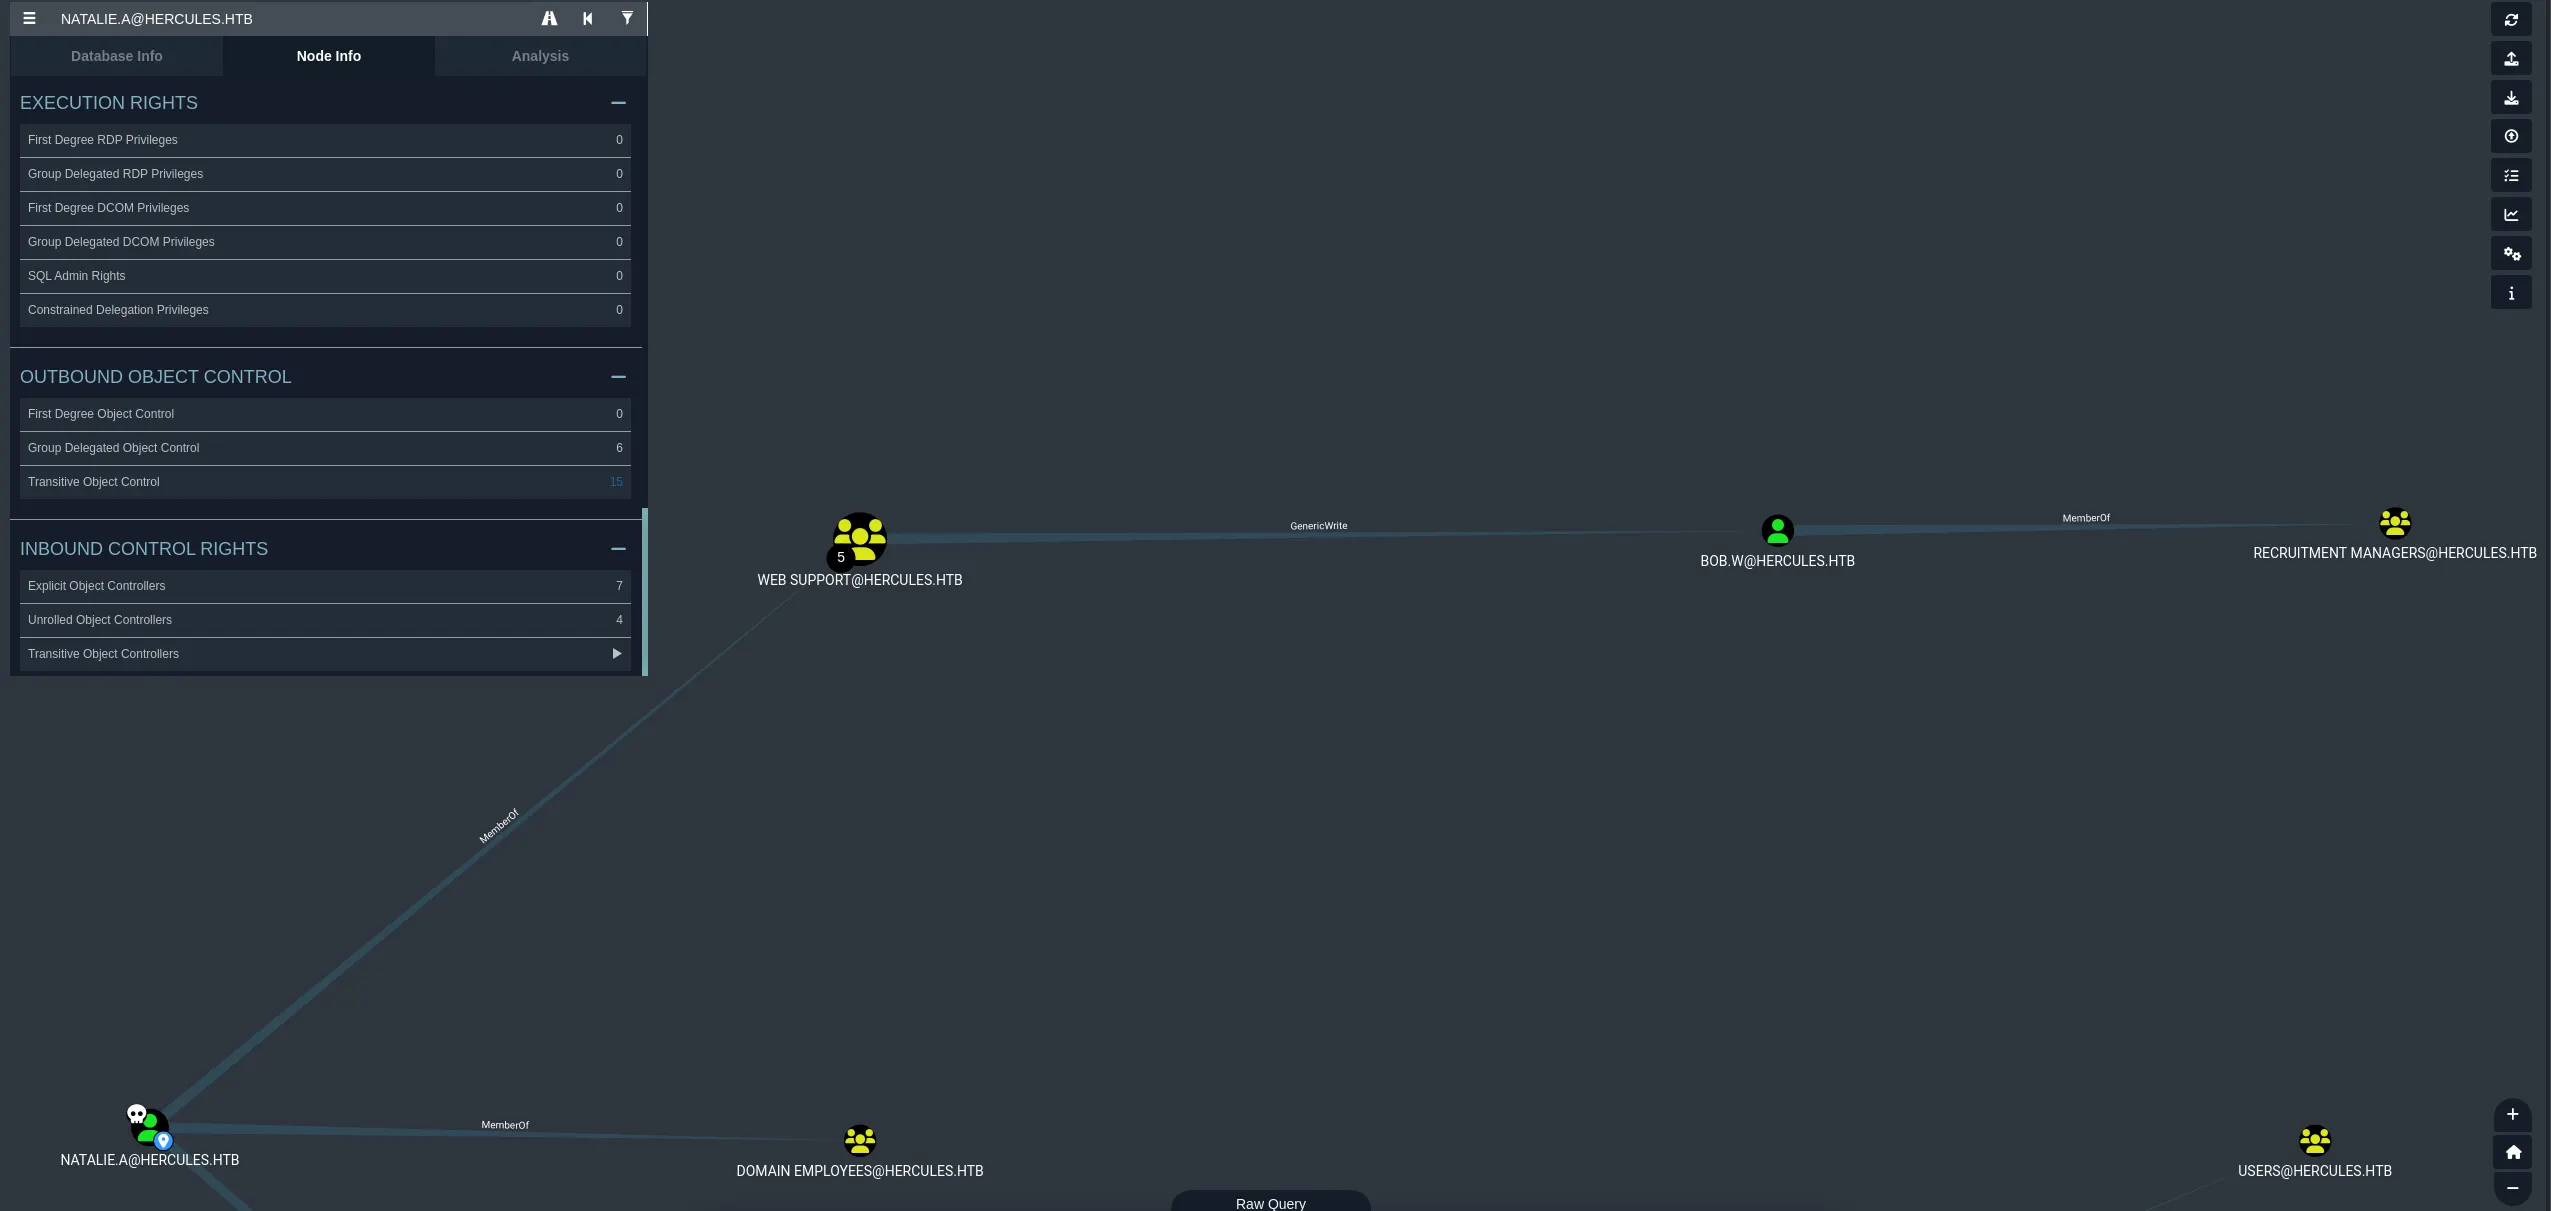 NATALIE.A@HERCULES.HTB
Database Info
Node Info
Analysis
EXECUTION RIGHTS
First Degree RDP Privileges 0
Group Delegated RDP Privileges 0
First Degree DCOM Privileges 0
Group Delegated DCOM Privileges 0
SQL Admin Rights 0
Constrained Delegation Privileges 0
OUTBOUND OBJECT CONTROL
First Degree Object Control 0
Group Delegated Object Control 6
Transitive Object Control 15
INBOUND CONTROL RIGHTS
Explicit Object Controllers 7
Unrolled Object Controllers 4
Transitive Object Controllers
5
WEB SUPPORT@HERCULES.HTB
GenericWrite
BOB.W@HERCULES.HTB
MemberOf
RECRUITMENT MANAGERS@HERCULES.HTB
MemberOf
NATALIE.A@HERCULES.HTB
MemberOf
DOMAIN EMPLOYEES@HERCULES.HTB
USERS@HERCULES.HTB
Raw Query